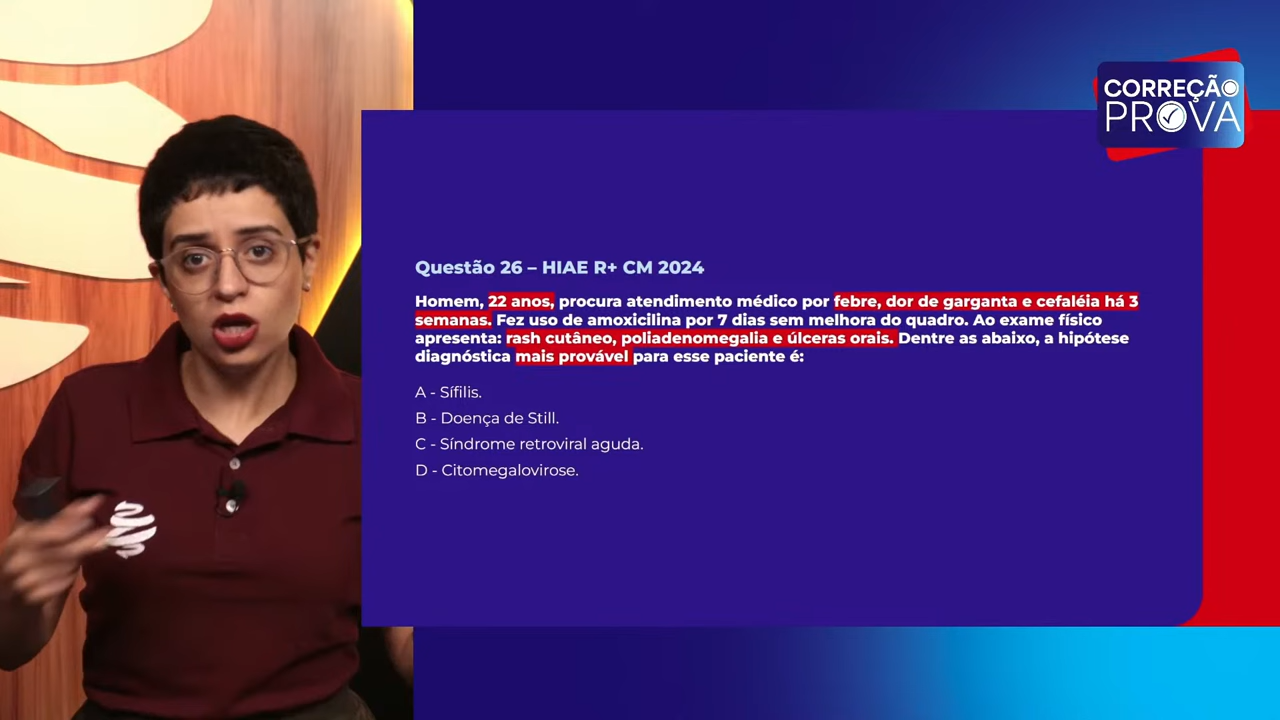 CORREÇÃO
PROVA
Questão 26 – HIAE R+ CM 2024
Homem, 22 anos, procura atendimento médico por febre, dor de garganta e cefaléia há 3
semanas. Fez uso de amoxicilina por 7 dias sem melhora do quadro. Ao exame físico
apresenta: rash cutâneo, poliadenomegalia e úlceras orais. Dentre as abaixo, a hipótese
diagnóstica mais provável para esse paciente é:
A - Sífilis.
B - Doença de Still.
C - Síndrome retroviral aguda.
D - Citomegalovirose.